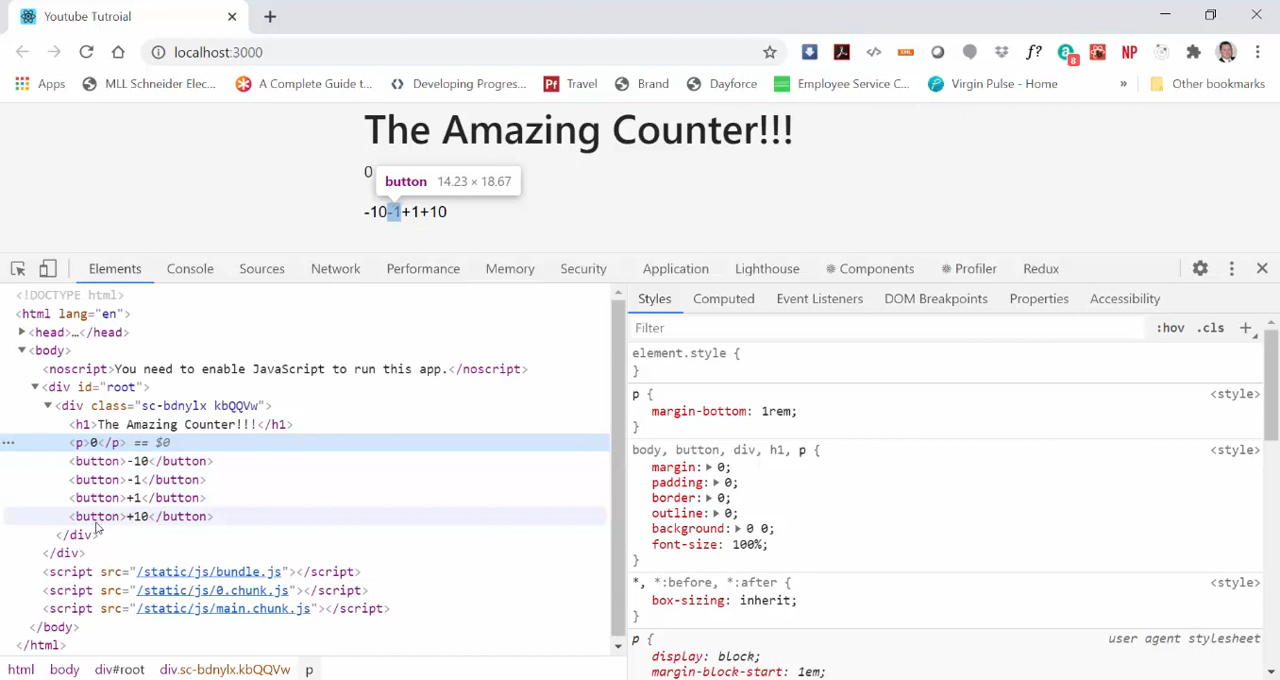 Youtube Tutroial
localhost:3000
f? 8 NP
Apps MLL Schneider Elec... A Complete Guide t... Developing Progres... Pf Travel Brand Dayforce Employee Service C... Virgin Pulse - Home » Other bookmarks
The Amazing Counter!!!
0
button 14.23 × 18.67
-10-1+1+10
Elements Console Sources Network Performance Memory Security Application Lighthouse Components Profiler Redux
<!DOCTYPE html>
<html lang="en">
<head>…</head>
<body>
<noscript>You need to enable JavaScript to run this app.</noscript>
<div id="root">
<div class="sc-bdnylx kbQQVw">
<h1>The Amazing Counter!!!</h1>
<p>0</p> == $0
<button>-10</button>
<button>-1</button>
<button>+1</button>
<button>+10</button>
</div>
</div>
<script src="/static/js/bundle.js"></script>
<script src="/static/js/0.chunk.js"></script>
<script src="/static/js/main.chunk.js"></script>
</body>
</html>
html body div#root div.sc-bdnylx.kbQQVw p
Styles Computed Event Listeners DOM Breakpoints Properties Accessibility
Filter :hov .cls +
element.style {
}
p { <style>
margin-bottom: 1rem;
}
body, button, div, h1, p { <style>
margin: 0;
padding: 0;
border: 0;
outline: 0;
background: 0 0;
font-size: 100%;
}
*, *:before, *:after { <style>
box-sizing: inherit;
}
p { user agent stylesheet
display: block;
margin-block-start: 1em;